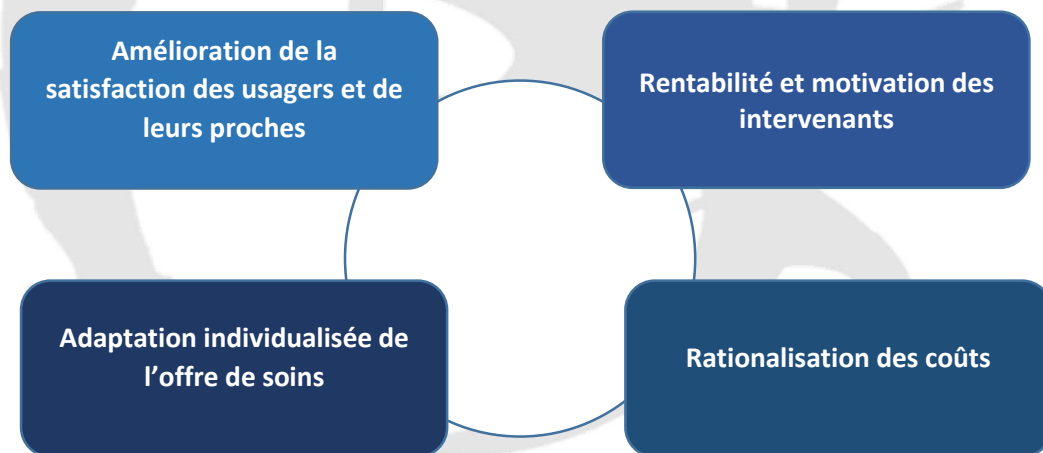 Amélioration de la
satisfaction des usagers et de
leurs proches
Rentabilité et motivation des
intervenants
Adaptation individualisée de
l’offre de soins
Rationalisation des coûts